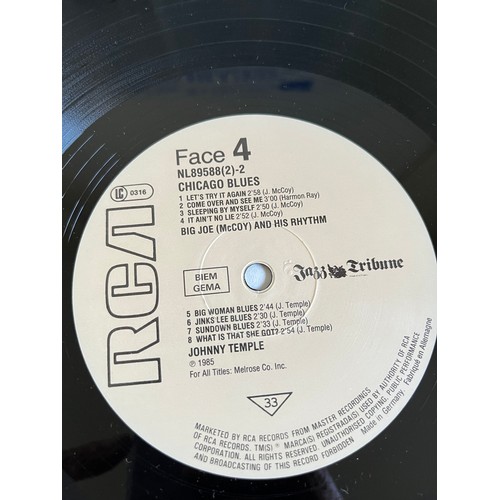 Face 4
NL89588(2)-2
CHICAGO BLUES
1 LET'S TRY IT AGAIN 2'58 (J. McCoy)
2 COME OVER AND SEE ME 3'00 (Harmon Ray)
3 SLEEPING BY MYSELF 2'50 (J. McCoy)
4 IT AIN'T NO LIE 2'52 (J. McCoy)
BIG JOE (McCOY) AND HIS RHYTHM
LC 0316
RCA
BIEM
GEMA
Jazz Tribune
5 BIG WOMAN BLUES 2'44 (J. Temple)
6 JINKS LEE BLUES 2'30 (J. Temple)
7 SUNDOWN BLUES 2'33 (J. Temple)
8 WHAT IS THAT SHE GOT? 2'54 (J. Temple)
JOHNNY TEMPLE
℗ 1985
For All Titles: Melrose Co. Inc.
33
MARKETED BY RCA RECORDS FROM MASTER RECORDINGS
OF RCA RECORDS. TM(S)® MARCA(S) REGISTRADA(S) USED BY AUTHORITY OF RCA
CORPORATION. ALL RIGHTS RESERVED. UNAUTHORISED COPYING, PUBLIC PERFORMANCE
AND BROADCASTING OF THIS RECORD FORBIDDEN
Made in Germany. Fabriqué en Allemagne